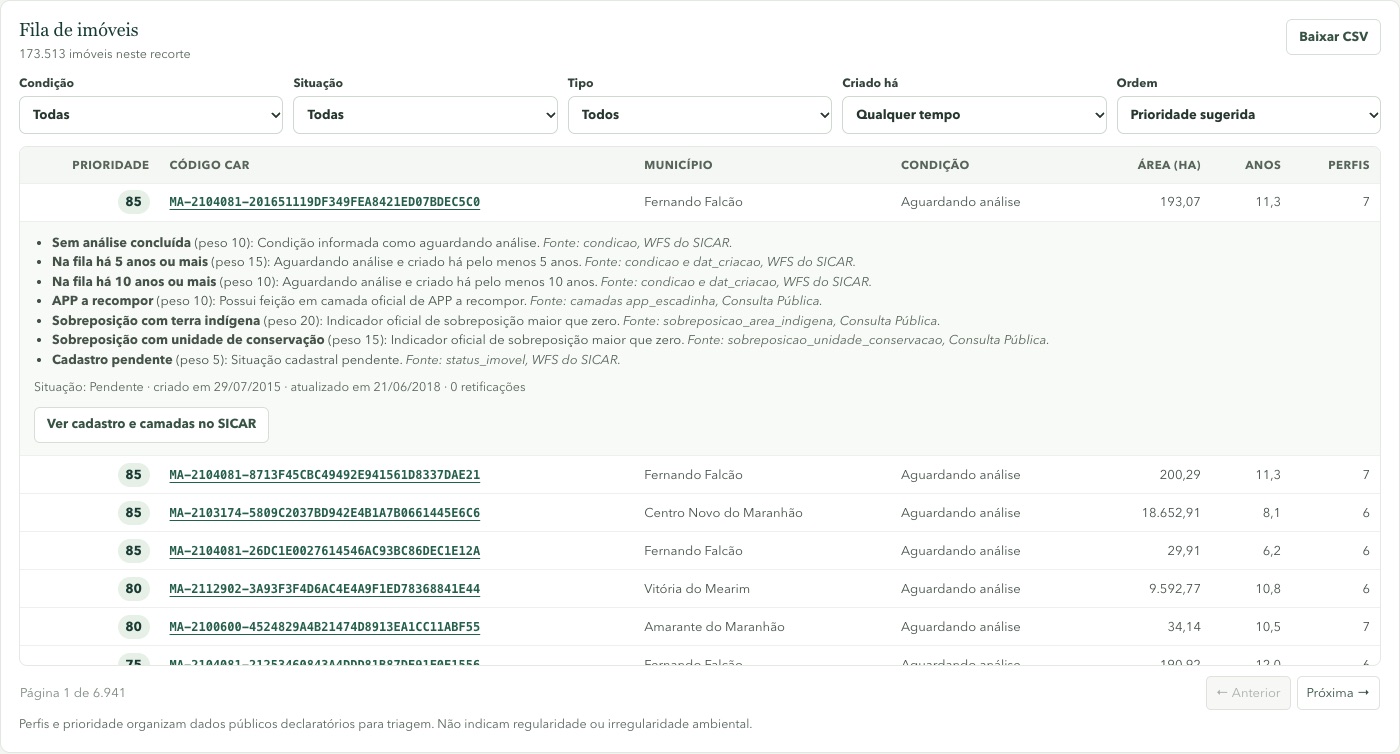 Fila de imóveis
173.513 imóveis neste recorte
Baixar CSV
Condição Situação Tipo Criado há Ordem
Todas Todas Todos Qualquer tempo Prioridade sugerida
PRIORIDADE CÓDIGO CAR MUNICÍPIO CONDIÇÃO ÁREA (HA) ANOS PERFIS
85 MA-2104081-201651119DF349FEA8421ED07BDEC5C0 Fernando Falcão Aguardando análise 193,07 11,3 7
• Sem análise concluída (peso 10): Condição informada como aguardando análise. Fonte: condicao, WFS do SICAR.
• Na fila há 5 anos ou mais (peso 15): Aguardando análise e criado há pelo menos 5 anos. Fonte: condicao e dat_criacao, WFS do SICAR.
• Na fila há 10 anos ou mais (peso 10): Aguardando análise e criado há pelo menos 10 anos. Fonte: condicao e dat_criacao, WFS do SICAR.
• APP a recompor (peso 10): Possui feição em camada oficial de APP a recompor. Fonte: camadas app_escadinha, Consulta Pública.
• Sobreposição com terra indígena (peso 20): Indicador oficial de sobreposição maior que zero. Fonte: sobreposicao_area_indigena, Consulta Pública.
• Sobreposição com unidade de conservação (peso 15): Indicador oficial de sobreposição maior que zero. Fonte: sobreposicao_unidade_conservacao, Consulta Pública.
• Cadastro pendente (peso 5): Situação cadastral pendente. Fonte: status_imovel, WFS do SICAR.
Situação: Pendente · criado em 29/07/2015 · atualizado em 21/06/2018 · 0 retificações
Ver cadastro e camadas no SICAR
85 MA-2104081-8713F45CBC49492E941561D8337DAE21 Fernando Falcão Aguardando análise 200,29 11,3 7
85 MA-2103174-5809C2037BD942E4B1A7B0661445E6C6 Centro Novo do Maranhão Aguardando análise 18.652,91 8,1 6
85 MA-2104081-26DC1E0027614546AC93BC86DEC1E12A Fernando Falcão Aguardando análise 29,91 6,2 6
80 MA-2112902-3A93F3F4D6AC4E4A9F1ED78368841E44 Vitória do Mearim Aguardando análise 9.592,77 10,8 6
80 MA-2100600-4524829A4B21474D8913EA1CC11ABF55 Amarante do Maranhão Aguardando análise 34,14 10,5 7
75 Fernando Falcão Aguardando análise 190,92 12,0
Página 1 de 6.941 ← Anterior Próxima →
Perfis e prioridade organizam dados públicos declaratórios para triagem. Não indicam regularidade ou irregularidade ambiental.